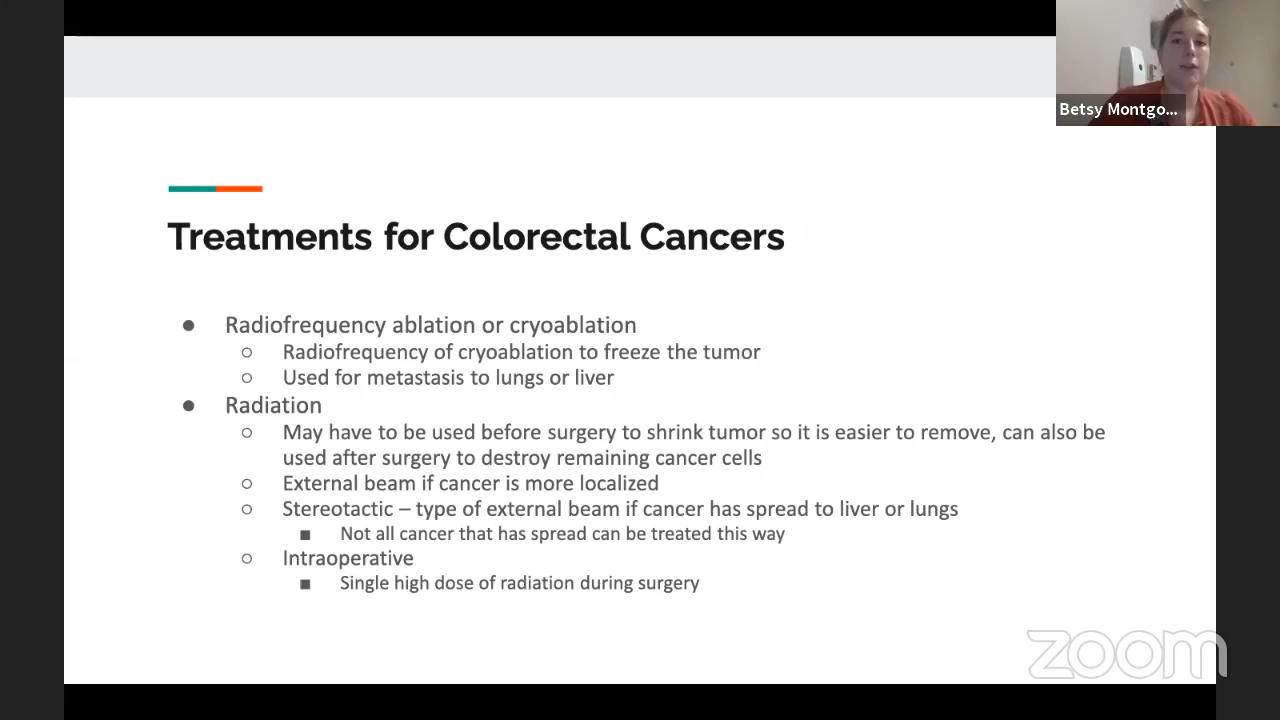 Betsy Montgo...
Treatments for Colorectal Cancers
● Radiofrequency ablation or cryoablation
○ Radiofrequency of cryoablation to freeze the tumor
○ Used for metastasis to lungs or liver
● Radiation
○ May have to be used before surgery to shrink tumor so it is easier to remove, can also be
used after surgery to destroy remaining cancer cells
○ External beam if cancer is more localized
○ Stereotactic – type of external beam if cancer has spread to liver or lungs
■ Not all cancer that has spread can be treated this way
○ Intraoperative
■ Single high dose of radiation during surgery
zoom